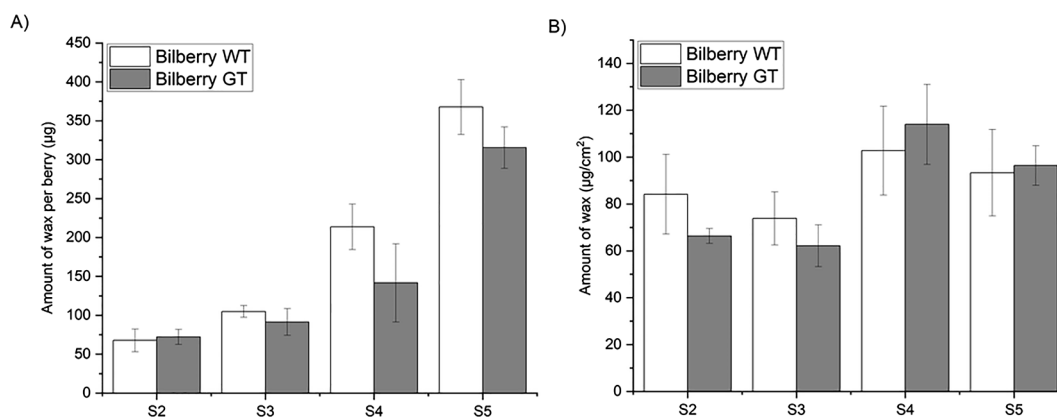 A)
450
400
350
300
250
200
150
100
50
0
Amount of wax per berry (µg)
Bilberry WT
Bilberry GT
S2
S3
S4
S5
B)
140
120
100
80
60
40
20
0
Amount of wax (µg/cm²)
Bilberry WT
Bilberry GT
S2
S3
S4
S5